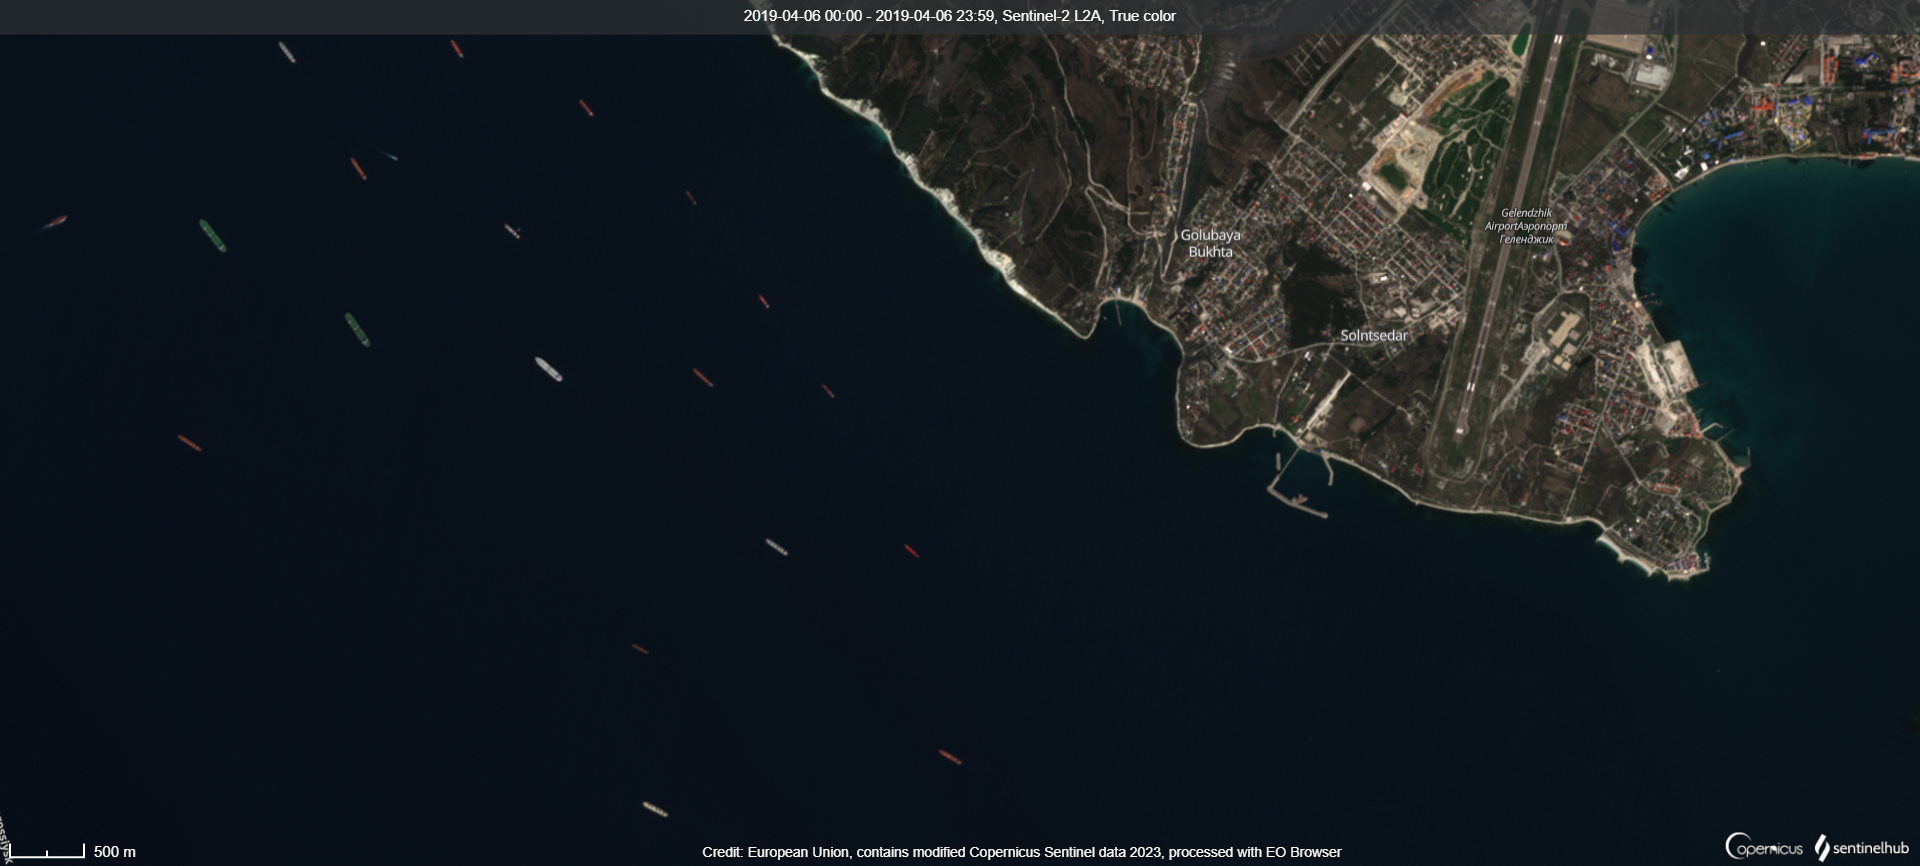 2019-04-06 00:00 - 2019-04-06 23:59, Sentinel-2 L2A, True color
Gelendzhik
AirportАэропорт
Геленджик
Golubaya
Bukhta
Solntsedar
500 m
Credit: European Union, contains modified Copernicus Sentinel data 2023, processed with EO Browser
Copernicus
sentinelhub